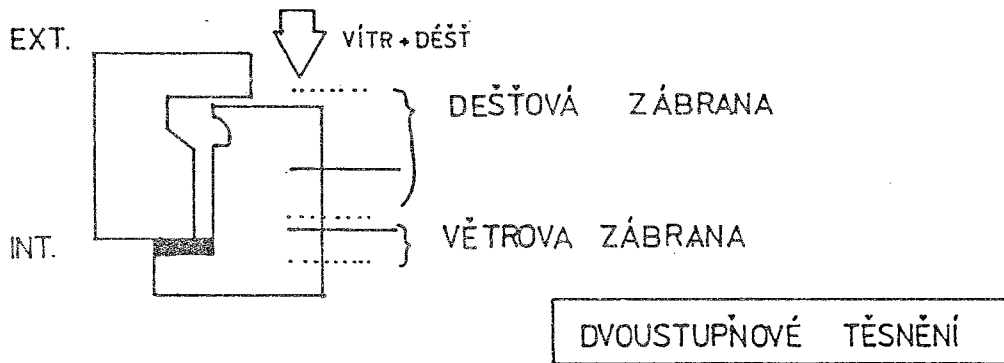 EXT.
VÍTR + DÉŠŤ
DEŠŤOVÁ ZÁBRANA
INT.
VĚTROVA ZÁBRANA
DVOUSTUPŇOVÉ TĚSNĚNÍ